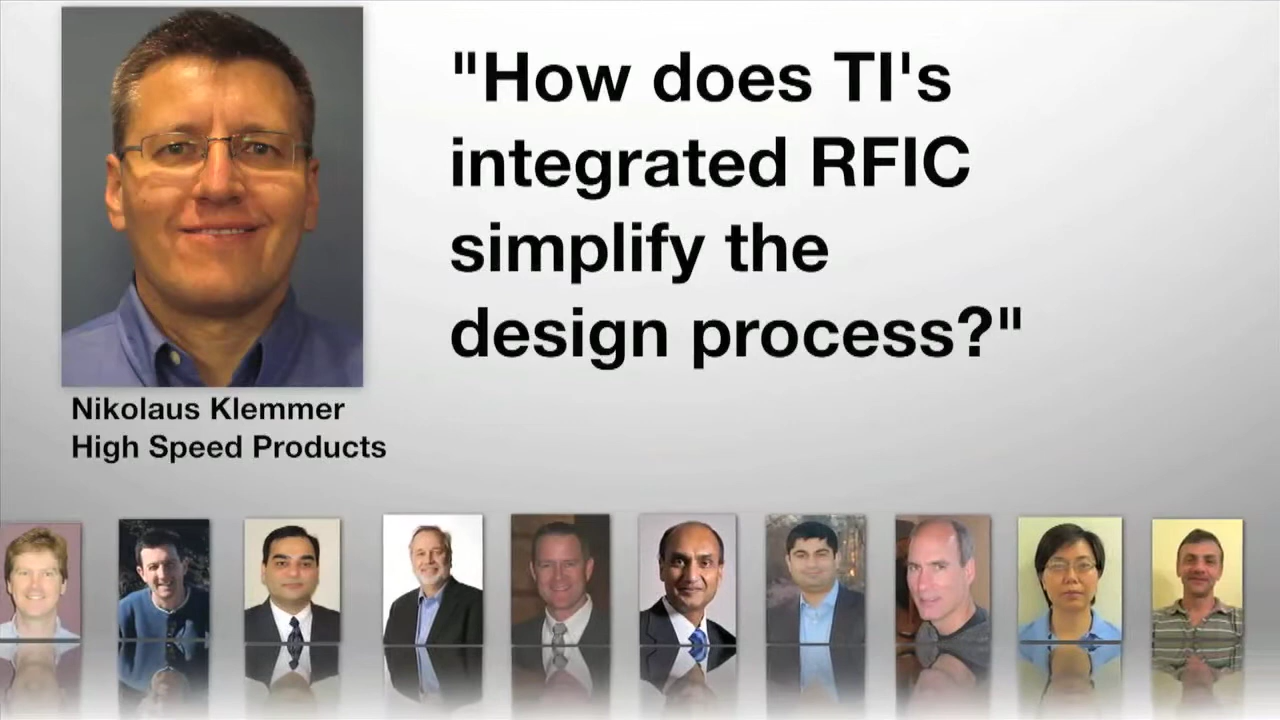 "How does TI's
integrated RFIC
simplify the
design process?"
Nikolaus Klemmer
High Speed Products